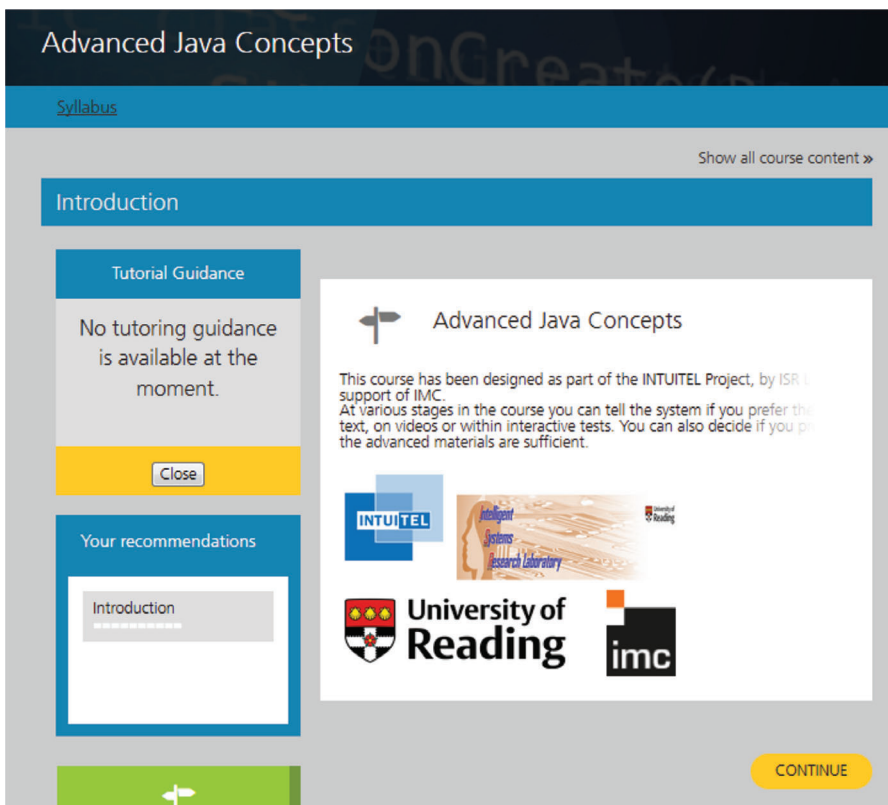 Advanced Java Concepts
onCreate(B
Syllabus
Show all course content »
Introduction
Tutorial Guidance
No tutoring guidance
is available at the
moment.
Close
Your recommendations
Introduction
Advanced Java Concepts
This course has been designed as part of the INTUITEL Project, by ISR
support of IMC.
At various stages in the course you can tell the system if you prefer the
text, on videos or within interactive tests. You can also decide if you
the advanced materials are sufficient.
INTUITEL
Intelligent
Systems
Research Laboratory
University of
Reading
University of
Reading
imc
CONTINUE